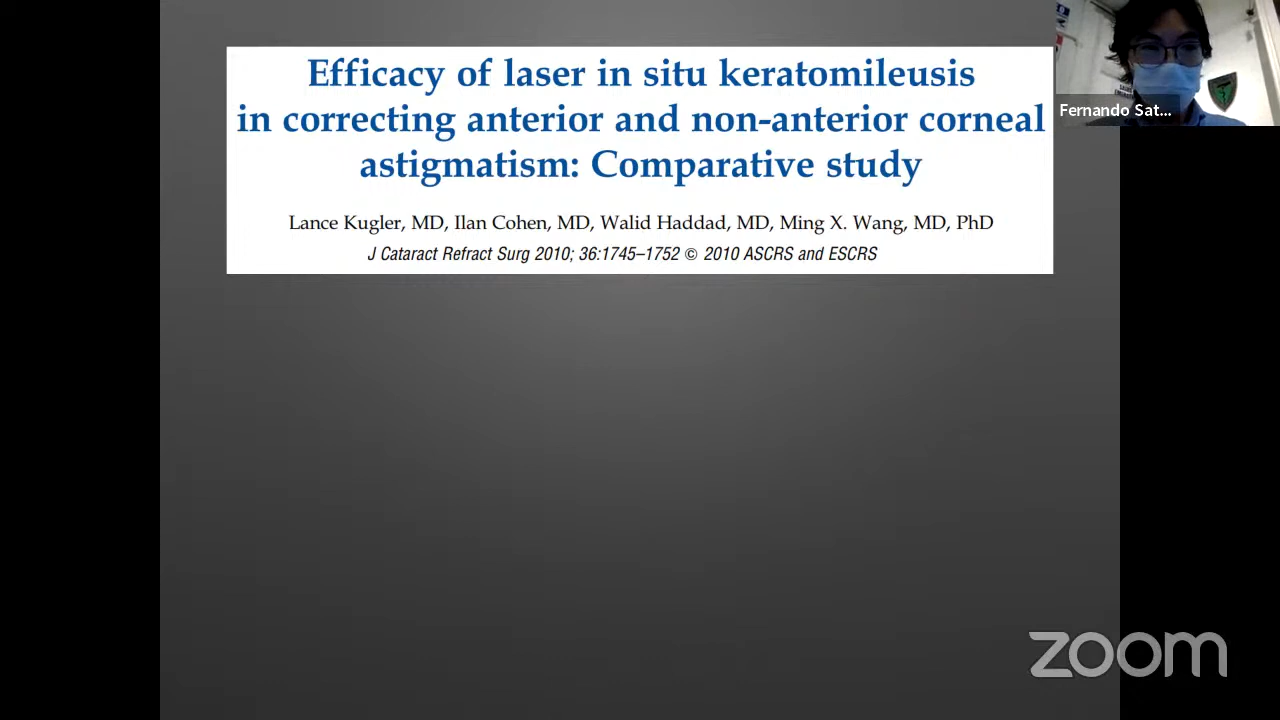 Efficacy of laser in situ keratomileusis
in correcting anterior and non-anterior corneal
astigmatism: Comparative study
Lance Kugler, MD, Ilan Cohen, MD, Walid Haddad, MD, Ming X. Wang, MD, PhD
J Cataract Refract Surg 2010; 36:1745–1752 © 2010 ASCRS and ESCRS
Fernando Sat...
zoom